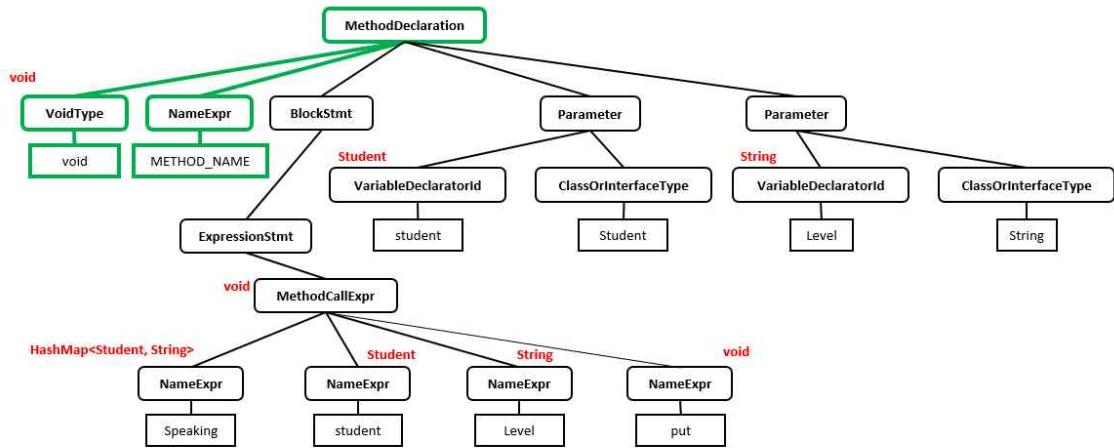 MethodDeclaration
void
VoidType NameExpr BlockStmt Parameter Parameter
void METHOD_NAME
Student String
VariableDeclaratorId ClassOrInterfaceType VariableDeclaratorId ClassOrInterfaceType
student Student Level String
ExpressionStmt
void
MethodCallExpr
HashMap<Student, String> Student String void
NameExpr NameExpr NameExpr NameExpr
Speaking student Level put